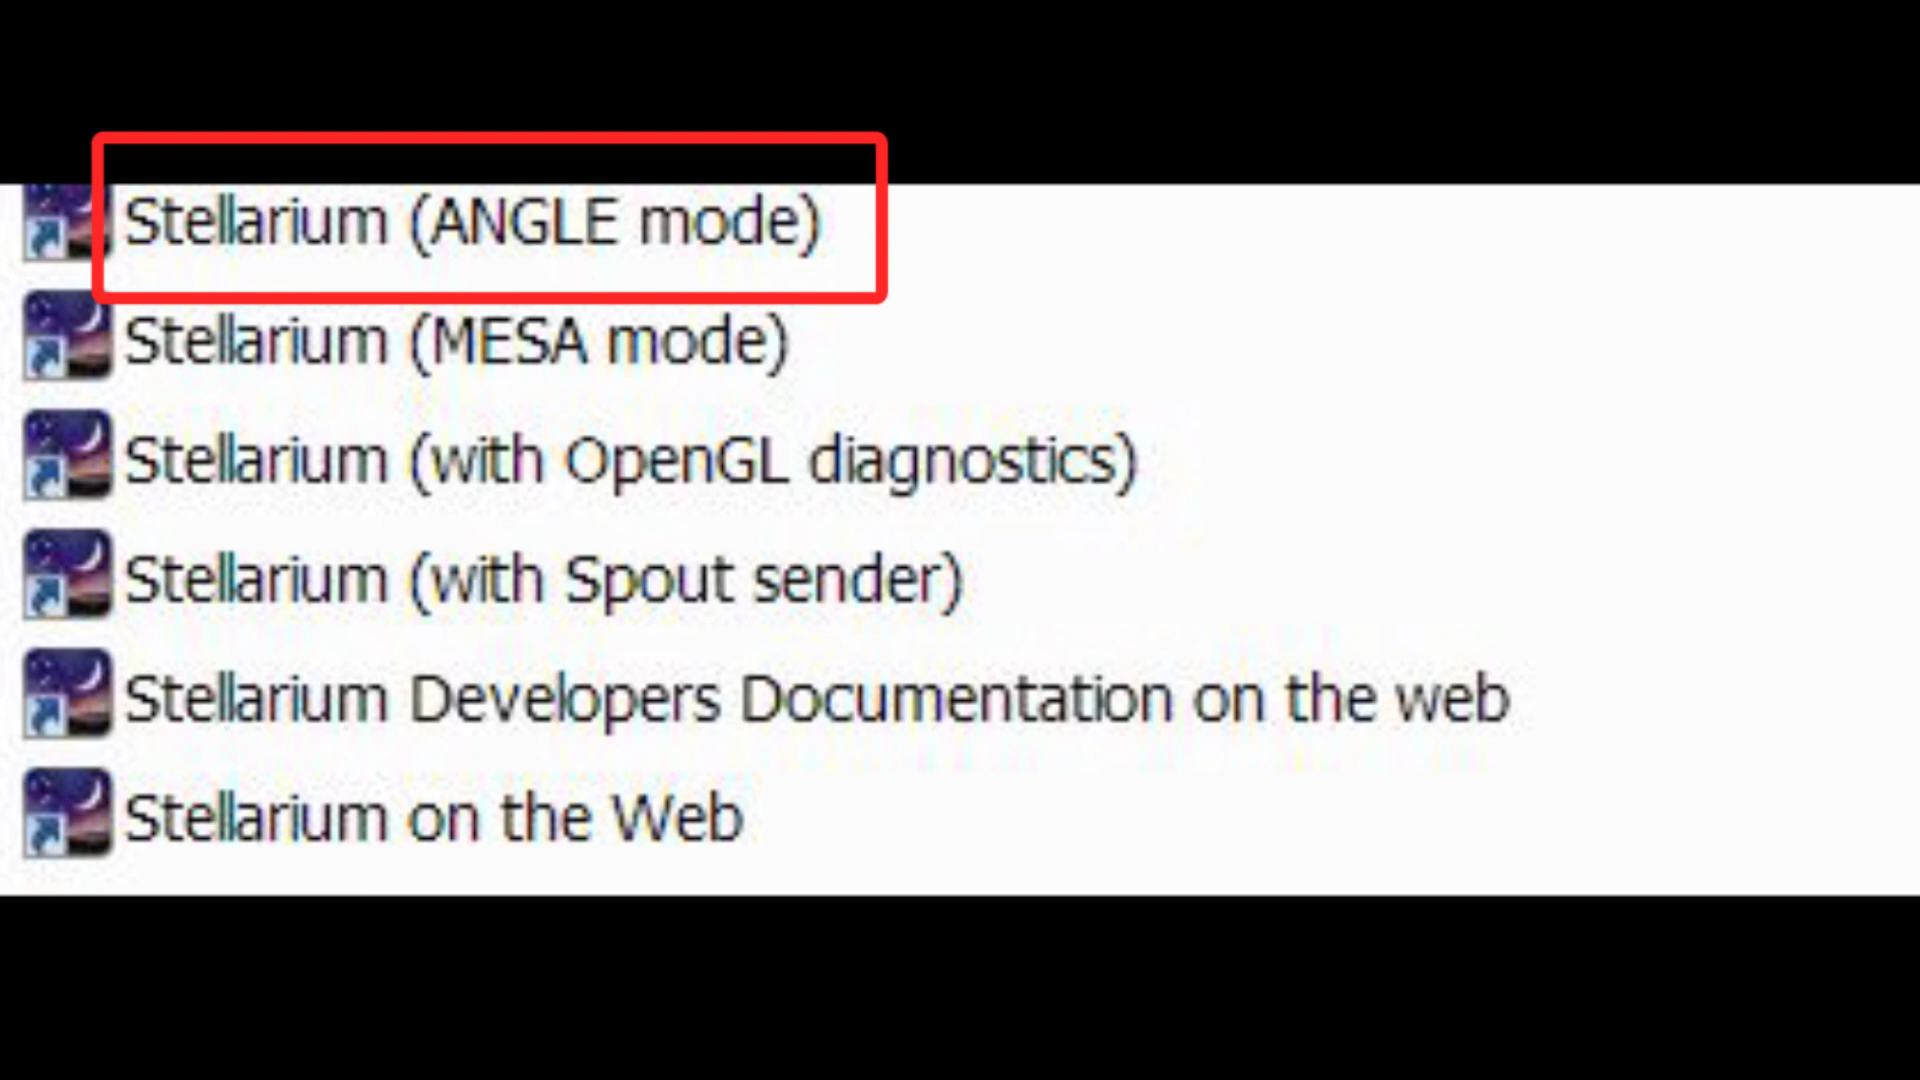 Stellarium (ANGLE mode)
Stellarium (MESA mode)
Stellarium (with OpenGL diagnostics)
Stellarium (with Spout sender)
Stellarium Developers Documentation on the web
Stellarium on the Web